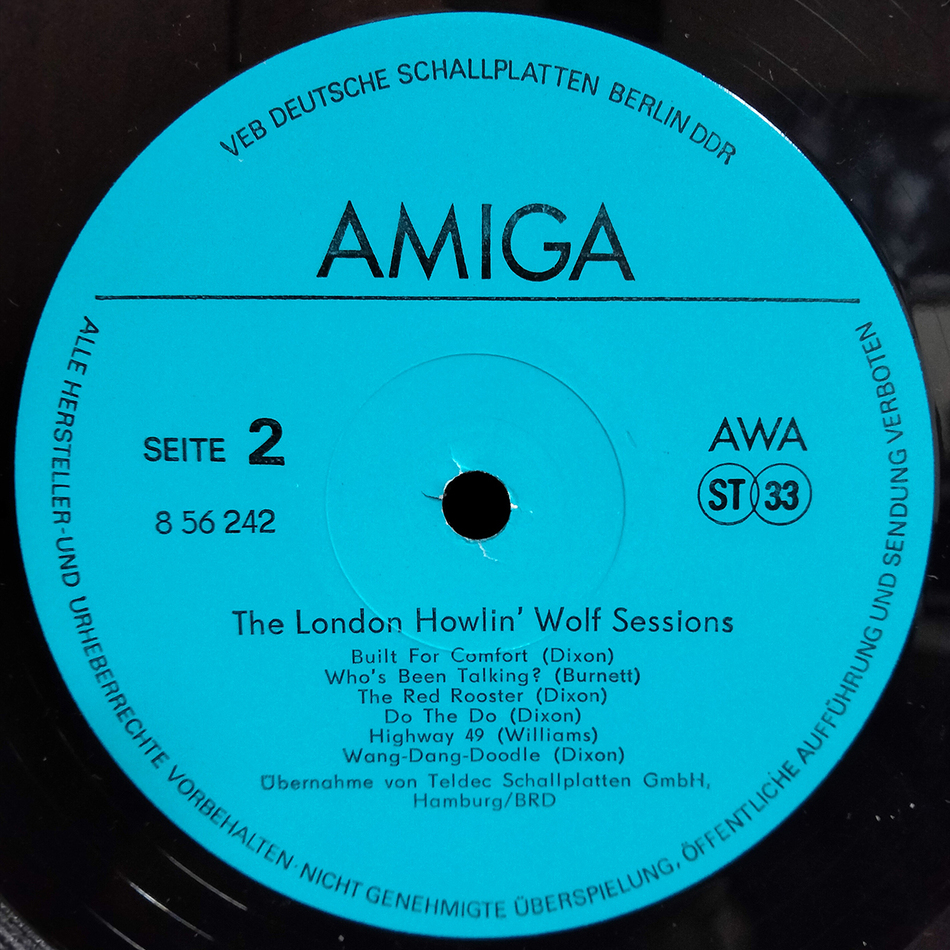 VEB DEUTSCHE SCHALLPLATTEN BERLIN DDR
AMIGA
SEITE 2
8 56 242
AWA
ST 33
The London Howlin' Wolf Sessions
Built For Comfort (Dixon)
Who's Been Talking? (Burnett)
The Red Rooster (Dixon)
Do The Do (Dixon)
Highway 49 (Williams)
Wang-Dang-Doodle (Dixon)
Übernahme von Teldec Schallplatten GmbH,
Hamburg/BRD
ALLE HERSTELLER-UND URHEBERRECHTE VORBEHALTEN· NICHT GENEHMIGTE ÜBERSPIELUNG, ÖFFENTLICHE AUFFÜHRUNG UND SENDUNG VERBOTEN